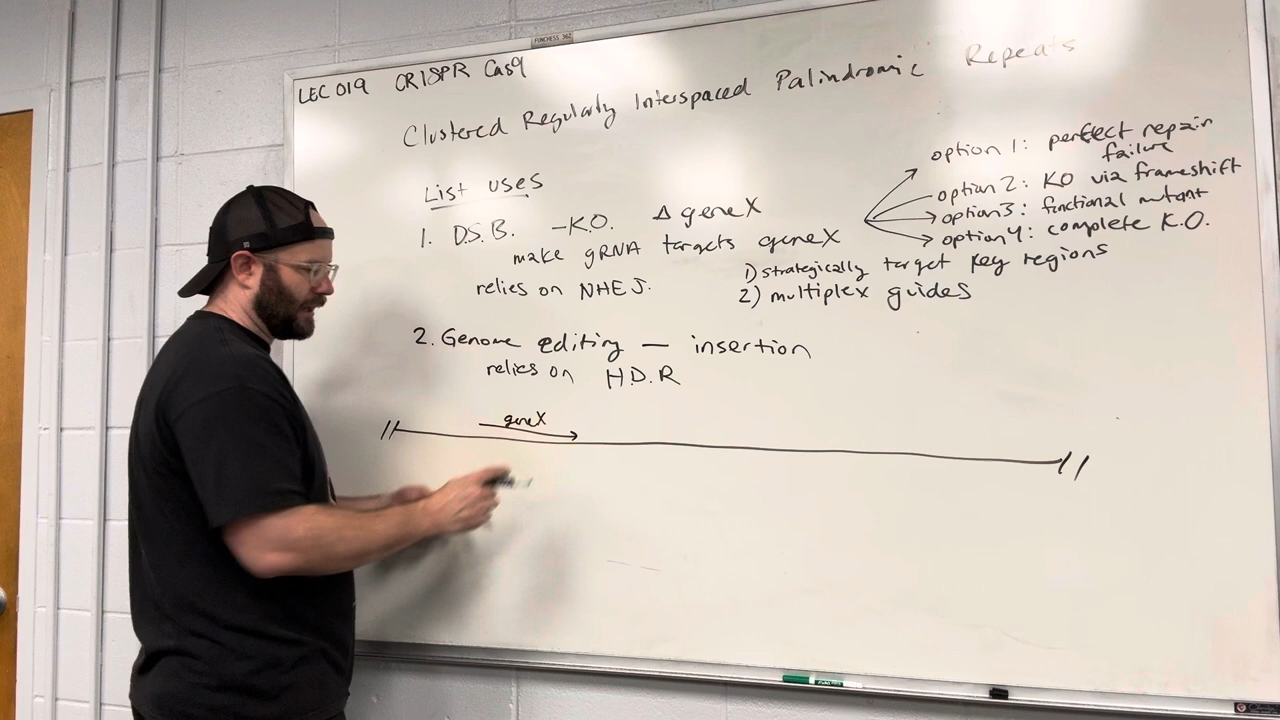 FUNCHESS 362
LEC 019 CRISPR Cas9
Clustered Regularly Interspaced Palindromic Repeats
List uses
1. D.S.B. -K.O. Δ geneX
make gRNA targets geneX
relies on NHEJ.
option 1: perfect repair
failure
option 2: KO via frameshift
option 3: functional mutant
option 4: complete K.O.
1) strategically target key regions
2) multiplex guides
2. Genome editing — insertion
relies on H.D.R
geneX